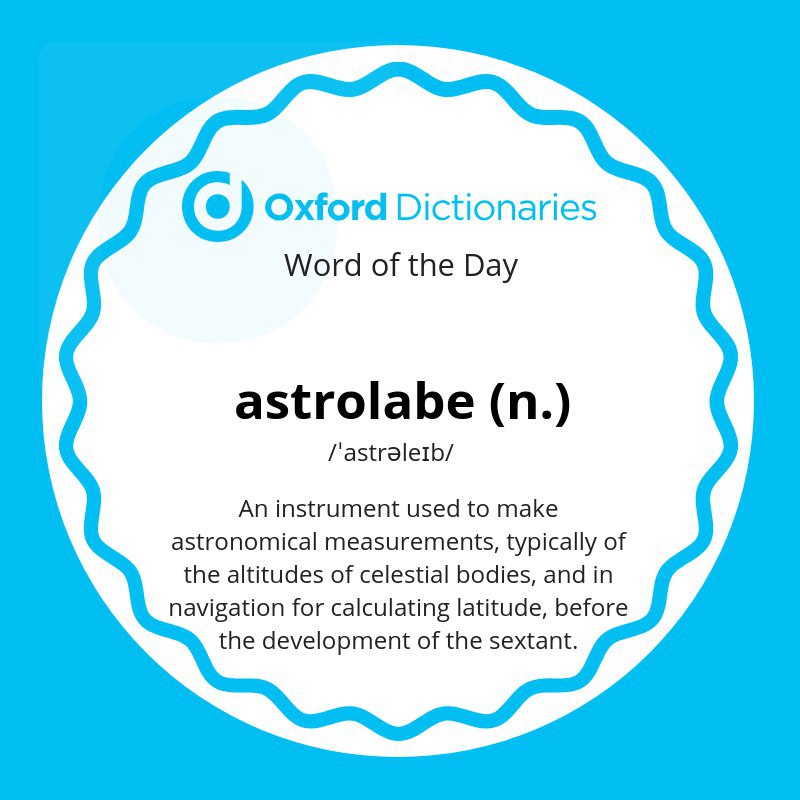 Oxford Dictionaries
Word of the Day
astrolabe (n.)
/ˈastrəleɪb/
An instrument used to make
astronomical measurements, typically of
the altitudes of celestial bodies, and in
navigation for calculating latitude, before
the development of the sextant.